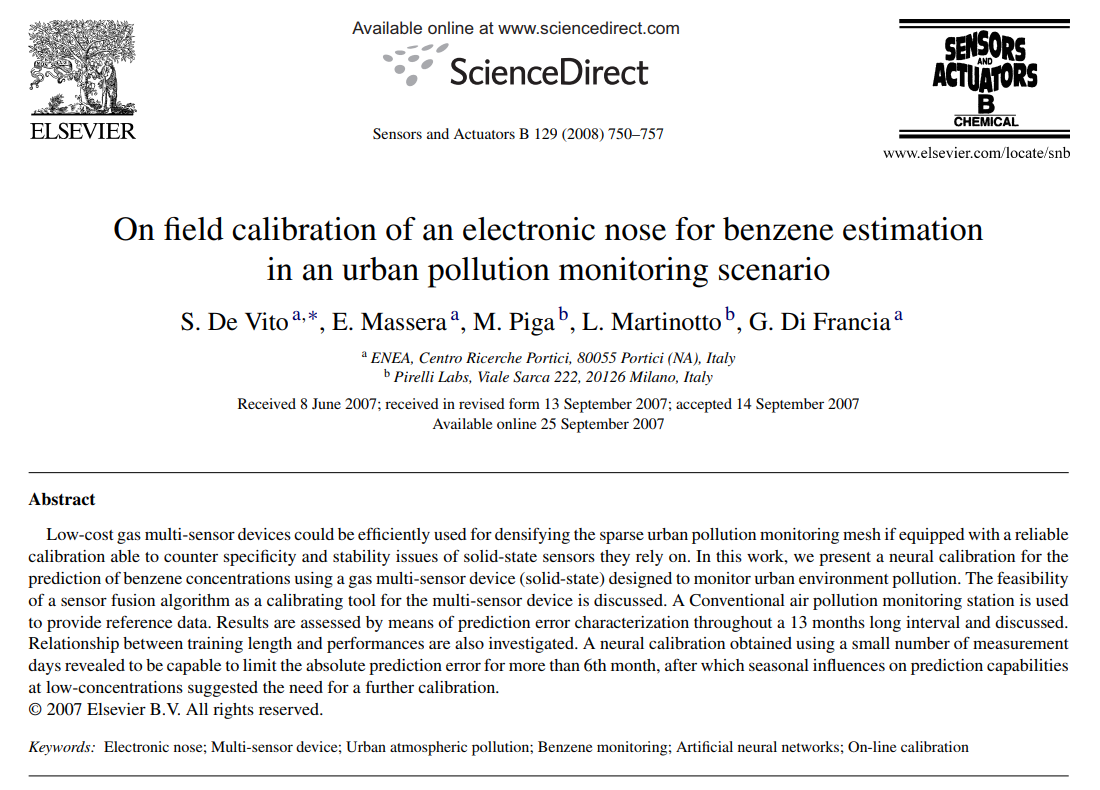 Available online at www.sciencedirect.com
ScienceDirect
ELSEVIER
Sensors and Actuators B 129 (2008) 750–757
SENSORS
AND
ACTUATORS
B
CHEMICAL
www.elsevier.com/locate/snb
On field calibration of an electronic nose for benzene estimation
in an urban pollution monitoring scenario
S. De Vito a,*, E. Massera a, M. Piga b, L. Martinotto b, G. Di Francia a
a ENEA, Centro Ricerche Portici, 80055 Portici (NA), Italy
b Pirelli Labs, Viale Sarca 222, 20126 Milano, Italy
Received 8 June 2007; received in revised form 13 September 2007; accepted 14 September 2007
Available online 25 September 2007
Abstract
Low-cost gas multi-sensor devices could be efficiently used for densifying the sparse urban pollution monitoring mesh if equipped with a reliable
calibration able to counter specificity and stability issues of solid-state sensors they rely on. In this work, we present a neural calibration for the
prediction of benzene concentrations using a gas multi-sensor device (solid-state) designed to monitor urban environment pollution. The feasibility
of a sensor fusion algorithm as a calibrating tool for the multi-sensor device is discussed. A Conventional air pollution monitoring station is used
to provide reference data. Results are assessed by means of prediction error characterization throughout a 13 months long interval and discussed.
Relationship between training length and performances are also investigated. A neural calibration obtained using a small number of measurement
days revealed to be capable to limit the absolute prediction error for more than 6th month, after which seasonal influences on prediction capabilities
at low-concentrations suggested the need for a further calibration.
© 2007 Elsevier B.V. All rights reserved.
Keywords: Electronic nose; Multi-sensor device; Urban atmospheric pollution; Benzene monitoring; Artificial neural networks; On-line calibration